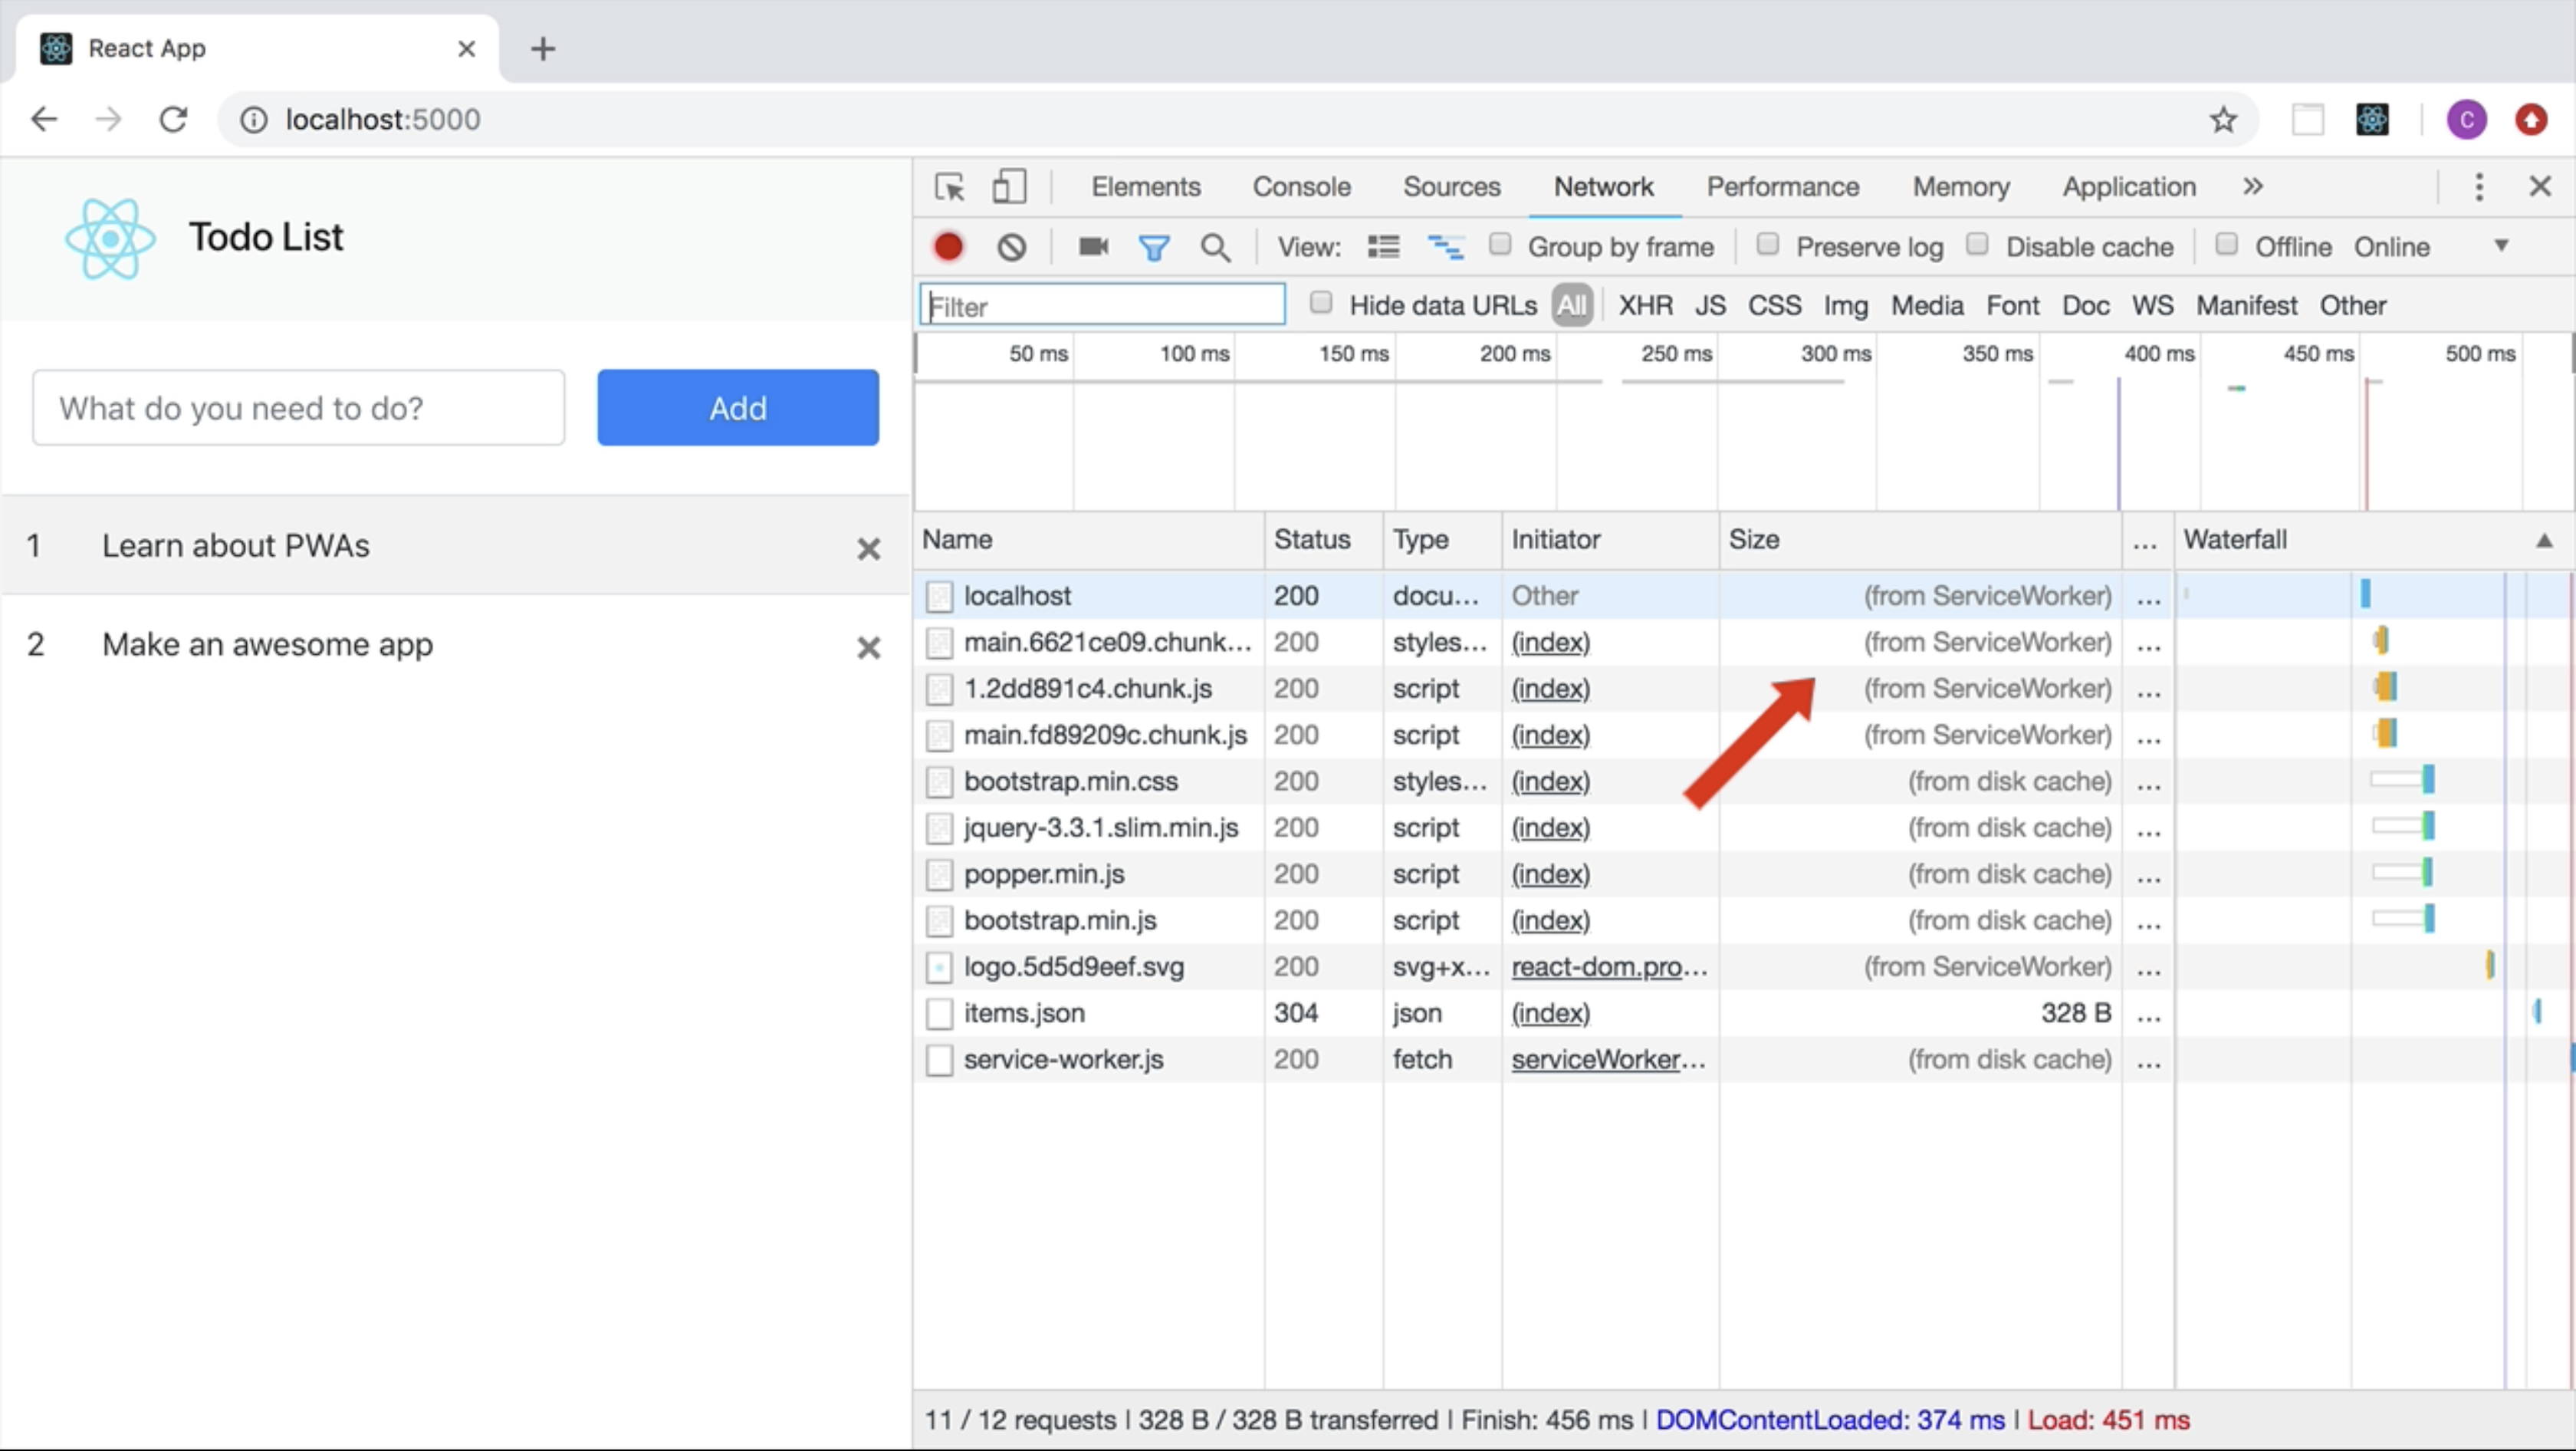 React App
localhost:5000
Todo List
What do you need to do?
Add
1 Learn about PWAs
2 Make an awesome app
Elements Console Sources Network Performance Memory Application »
View: Group by frame Preserve log Disable cache Offline Online
Filter Hide data URLs All XHR JS CSS Img Media Font Doc WS Manifest Other
50 ms 100 ms 150 ms 200 ms 250 ms 300 ms 350 ms 400 ms 450 ms 500 ms
Name Status Type Initiator Size ... Waterfall
localhost 200 docu... Other (from ServiceWorker) ...
main.6621ce09.chunk... 200 styles... (index) (from ServiceWorker) ...
1.2dd891c4.chunk.js 200 script (index) (from ServiceWorker) ...
main.fd89209c.chunk.js 200 script (index) (from ServiceWorker) ...
bootstrap.min.css 200 styles... (index) (from disk cache) ...
jquery-3.3.1.slim.min.js 200 script (index) (from disk cache) ...
popper.min.js 200 script (index) (from disk cache) ...
bootstrap.min.js 200 script (index) (from disk cache) ...
logo.5d5d9eef.svg 200 svg+x... react-dom.pro... (from ServiceWorker) ...
items.json 304 json (index) 328 B ...
service-worker.js 200 fetch serviceWorker... (from disk cache) ...
11 / 12 requests | 328 B / 328 B transferred | Finish: 456 ms | DOMContentLoaded: 374 ms | Load: 451 ms
C